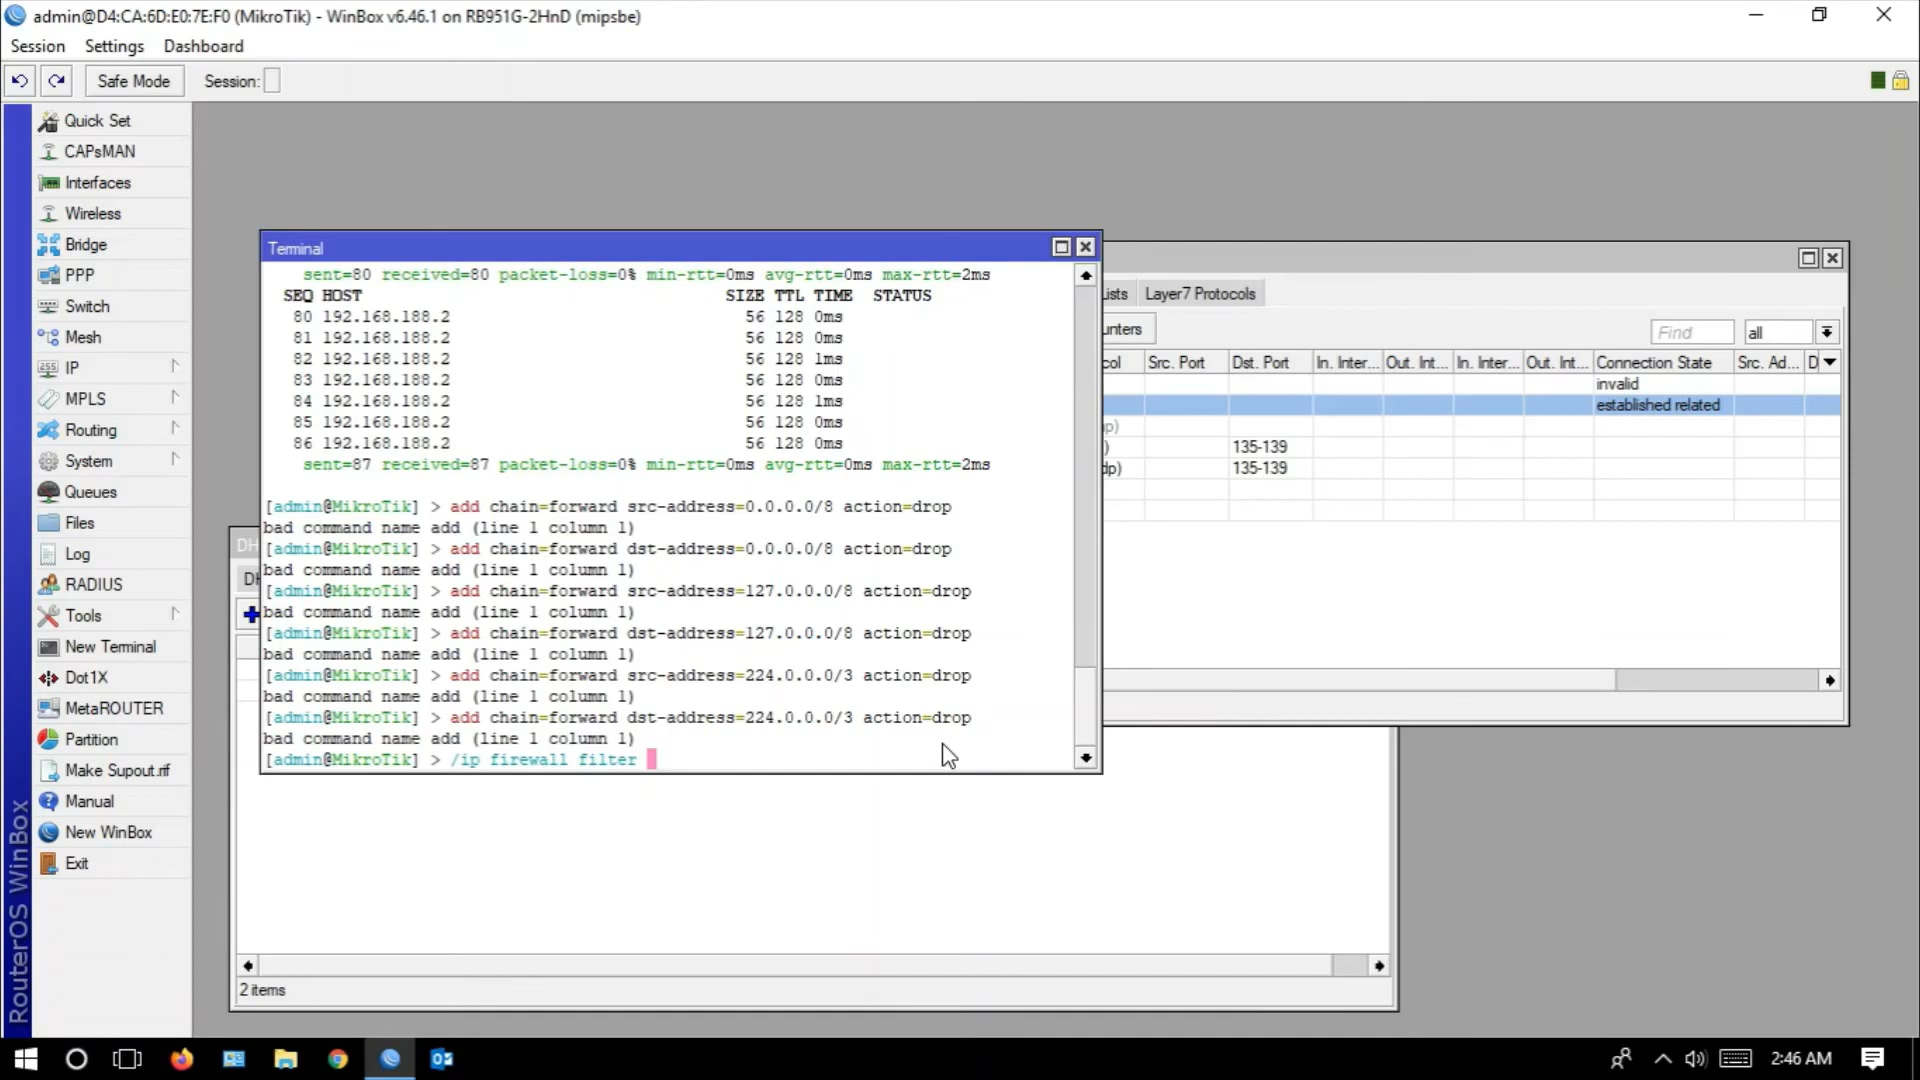 admin@D4:CA:6D:E0:7E:F0 (MikroTik) - WinBox v6.46.1 on RB951G-2HnD (mipsbe)
Session Settings Dashboard
Safe Mode Session:
Quick Set
CAPsMAN
Interfaces
Wireless
Bridge
PPP
Switch
Mesh
IP
MPLS
Routing
System
Queues
Files
Log
RADIUS
Tools
New Terminal
Dot1X
MetaROUTER
Partition
Make Supout.rif
Manual
New WinBox
Exit
RouterOS WinBox
Terminal
sent=80 received=80 packet-loss=0% min-rtt=0ms avg-rtt=0ms max-rtt=2ms
SEQ HOST SIZE TTL TIME STATUS
80 192.168.188.2 56 128 0ms
81 192.168.188.2 56 128 0ms
82 192.168.188.2 56 128 1ms
83 192.168.188.2 56 128 0ms
84 192.168.188.2 56 128 1ms
85 192.168.188.2 56 128 0ms
86 192.168.188.2 56 128 0ms
sent=87 received=87 packet-loss=0% min-rtt=0ms avg-rtt=0ms max-rtt=2ms
[admin@MikroTik] > add chain=forward src-address=0.0.0.0/8 action=drop
bad command name add (line 1 column 1)
[admin@MikroTik] > add chain=forward dst-address=0.0.0.0/8 action=drop
bad command name add (line 1 column 1)
[admin@MikroTik] > add chain=forward src-address=127.0.0.0/8 action=drop
bad command name add (line 1 column 1)
[admin@MikroTik] > add chain=forward dst-address=127.0.0.0/8 action=drop
bad command name add (line 1 column 1)
[admin@MikroTik] > add chain=forward src-address=224.0.0.0/3 action=drop
bad command name add (line 1 column 1)
[admin@MikroTik] > add chain=forward dst-address=224.0.0.0/3 action=drop
bad command name add (line 1 column 1)
[admin@MikroTik] > /ip firewall filter
ists Layer7 Protocols
unters Find all
col Src. Port Dst. Port In. Inter... Out. Int... In. Inter... Out. Int... Connection State Src. Ad... D
invalid
established related
p)
) 135-139
dp) 135-139
DH
DH
2 items
2:46 AM